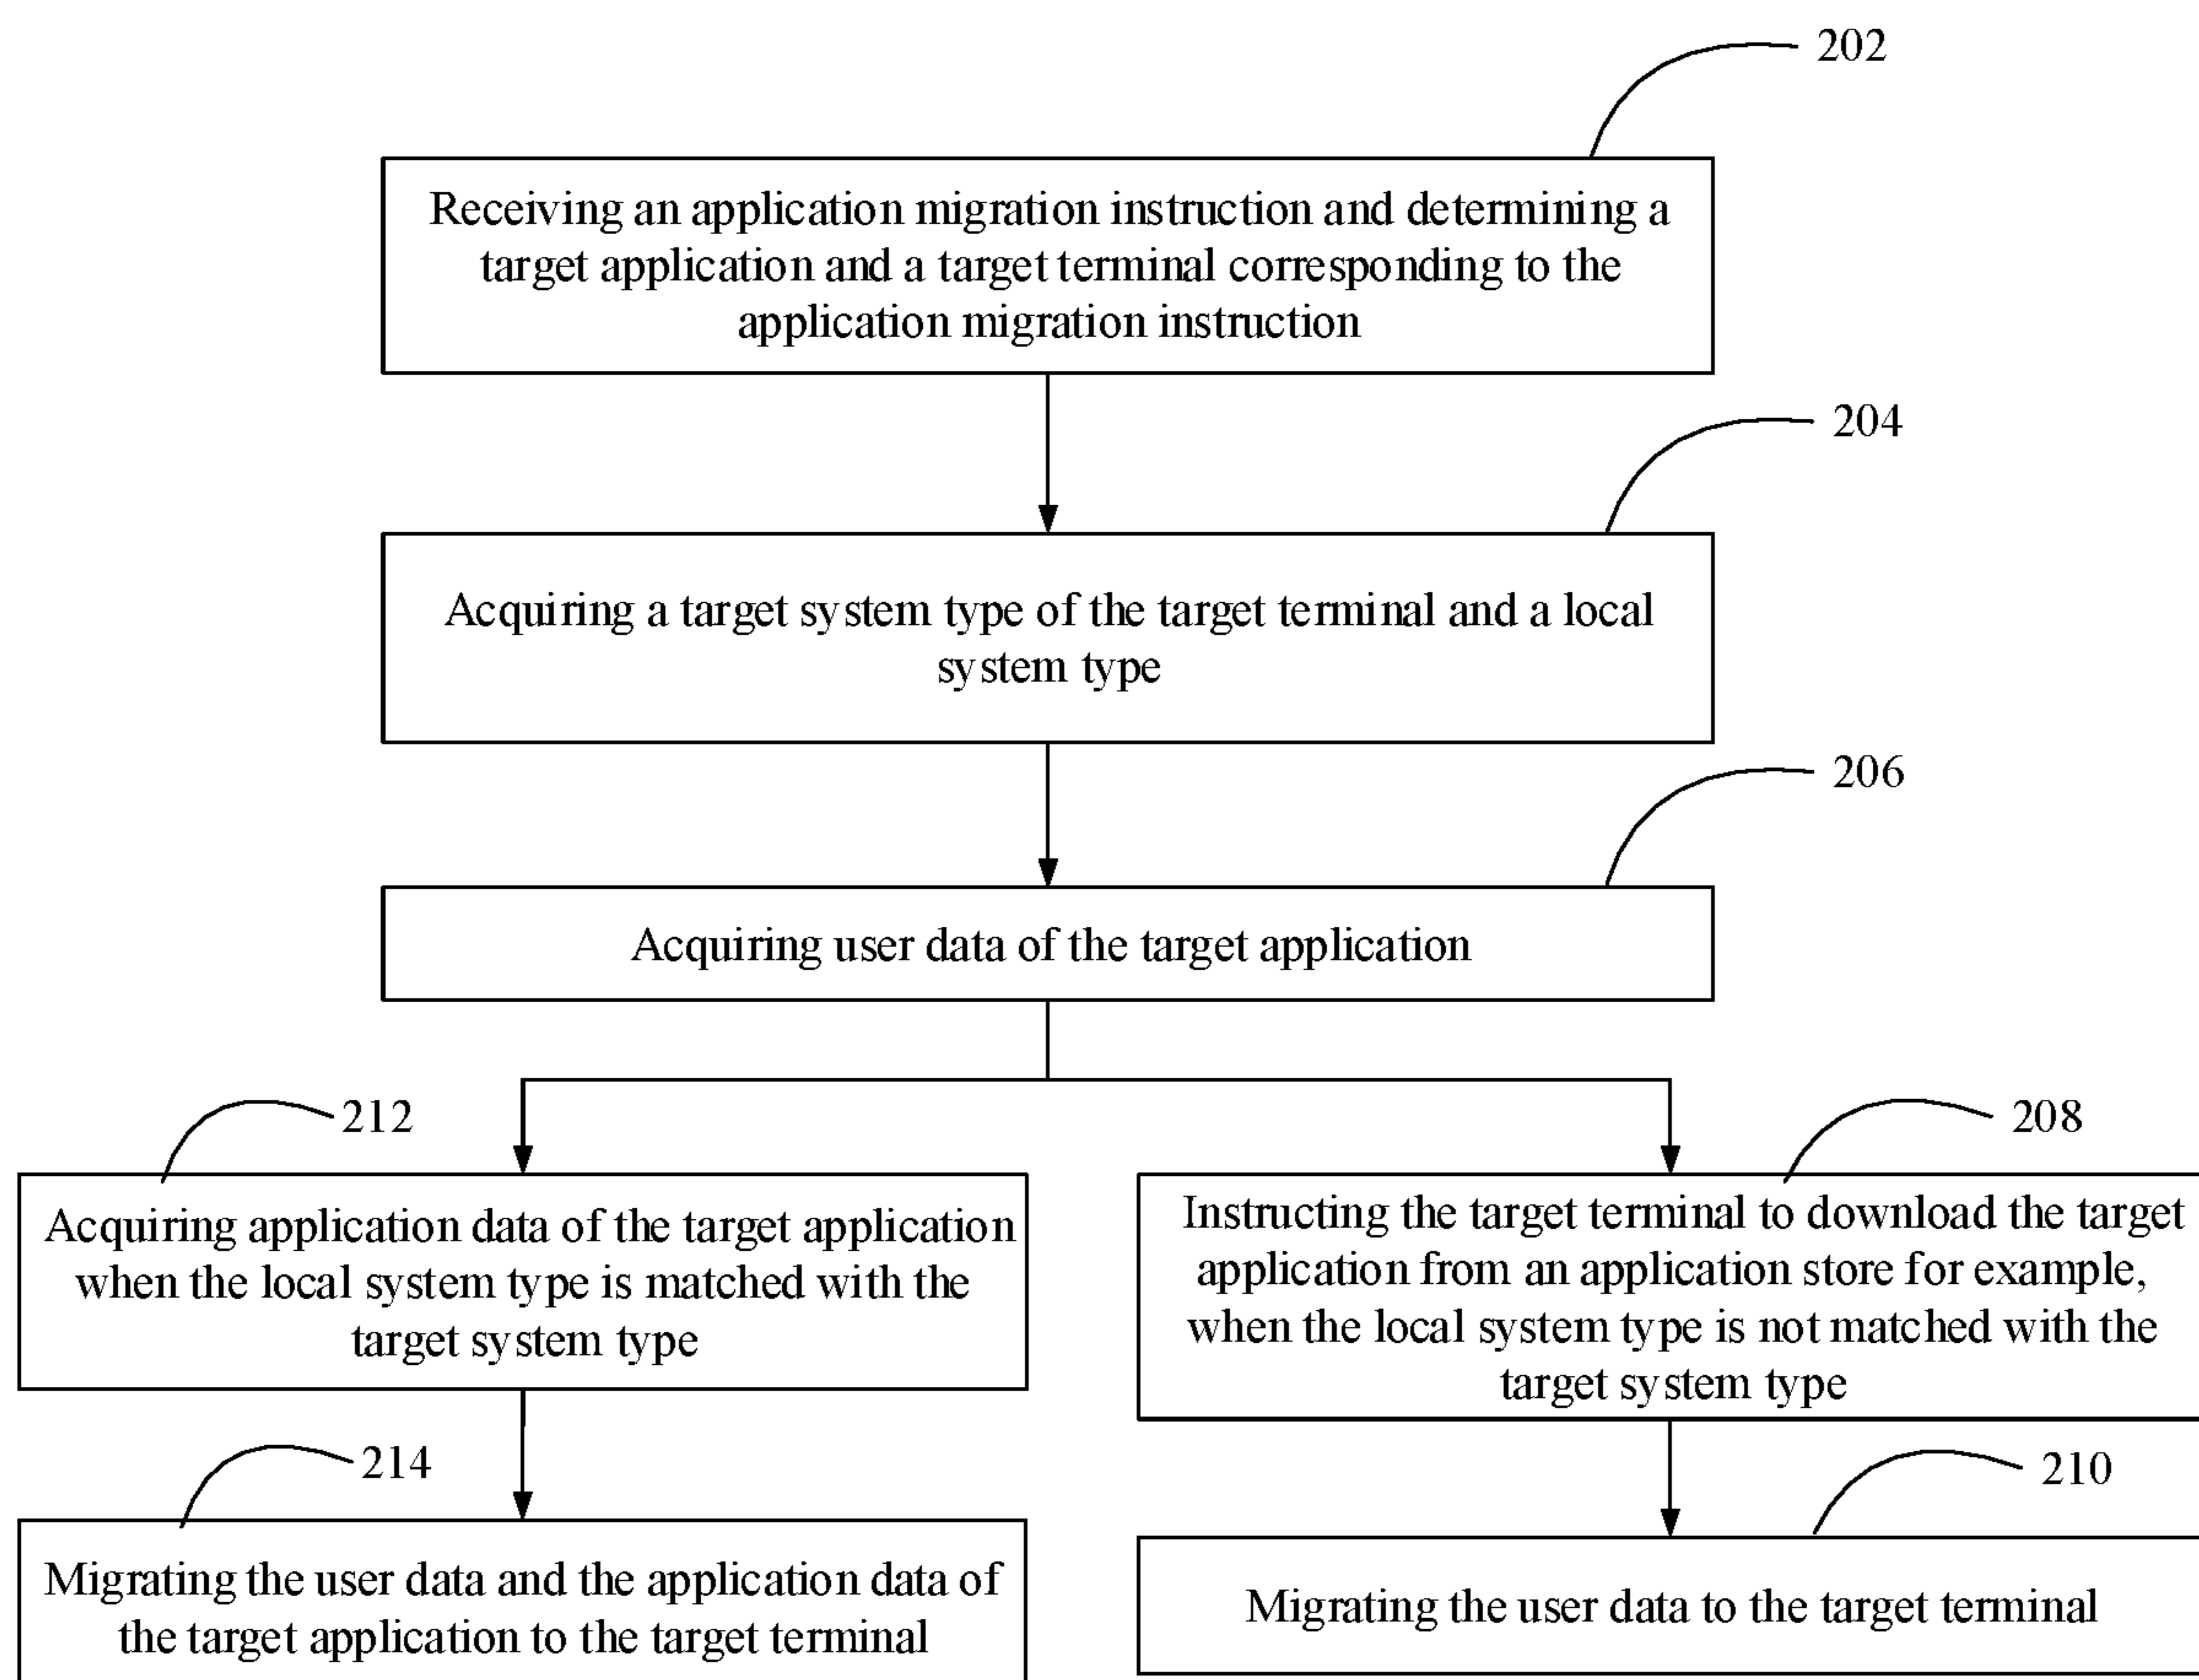 202
Receiving an application migration instruction and determining a
target application and a target terminal corresponding to the
application migration instruction
204
Acquiring a target system type of the target terminal and a local
system type
206
Acquiring user data of the target application
212
Acquiring application data of the target application
when the local system type is matched with the
target system type
208
Instructing the target terminal to download the target
application from an application store for example,
when the local system type is not matched with the
target system type
214
Migrating the user data and the application data of
the target application to the target terminal
210
Migrating the user data to the target terminal